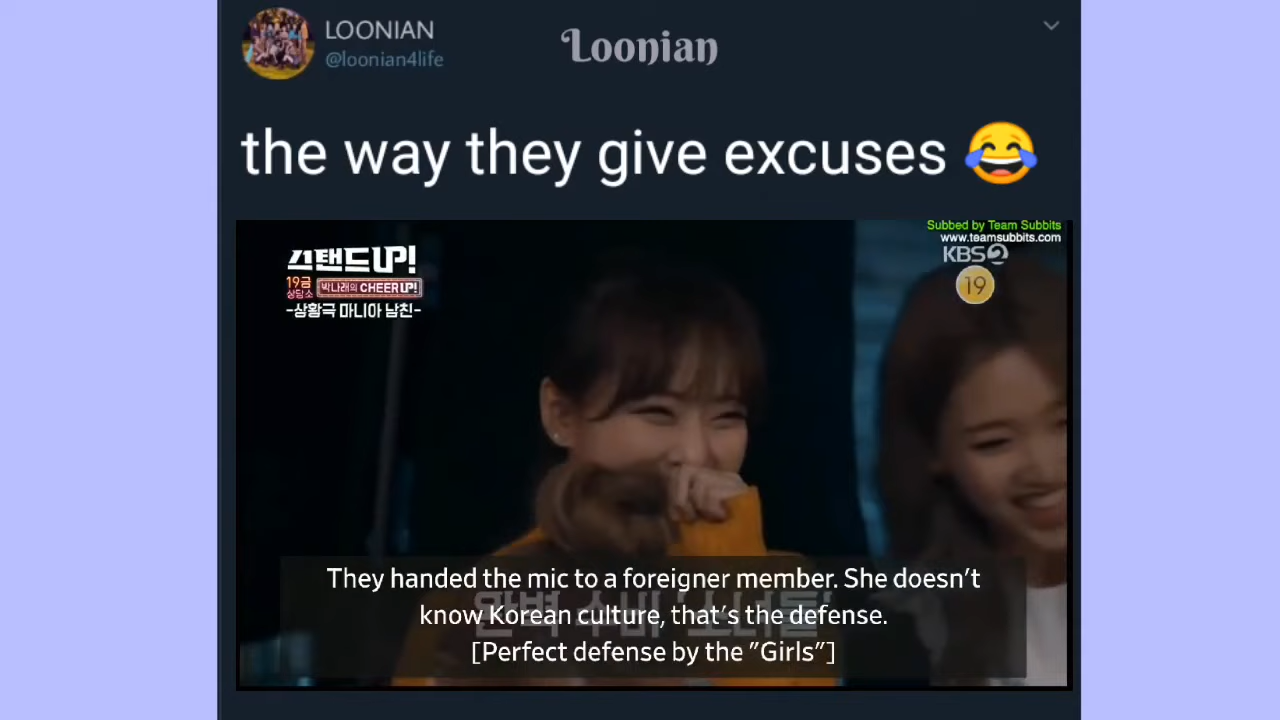 LOONIAN
@loonian4life
Loonian
the way they give excuses 😂
Subbed by Team Subbits
www.teamsubbits.com
스탠드UP!
19금
상담소
박나래의 CHEERUP!
-상황극 마니아 남친-
KBS2
19
They handed the mic to a foreigner member. She doesn't
know Korean culture, that's the defense.
[Perfect defense by the "Girls"]